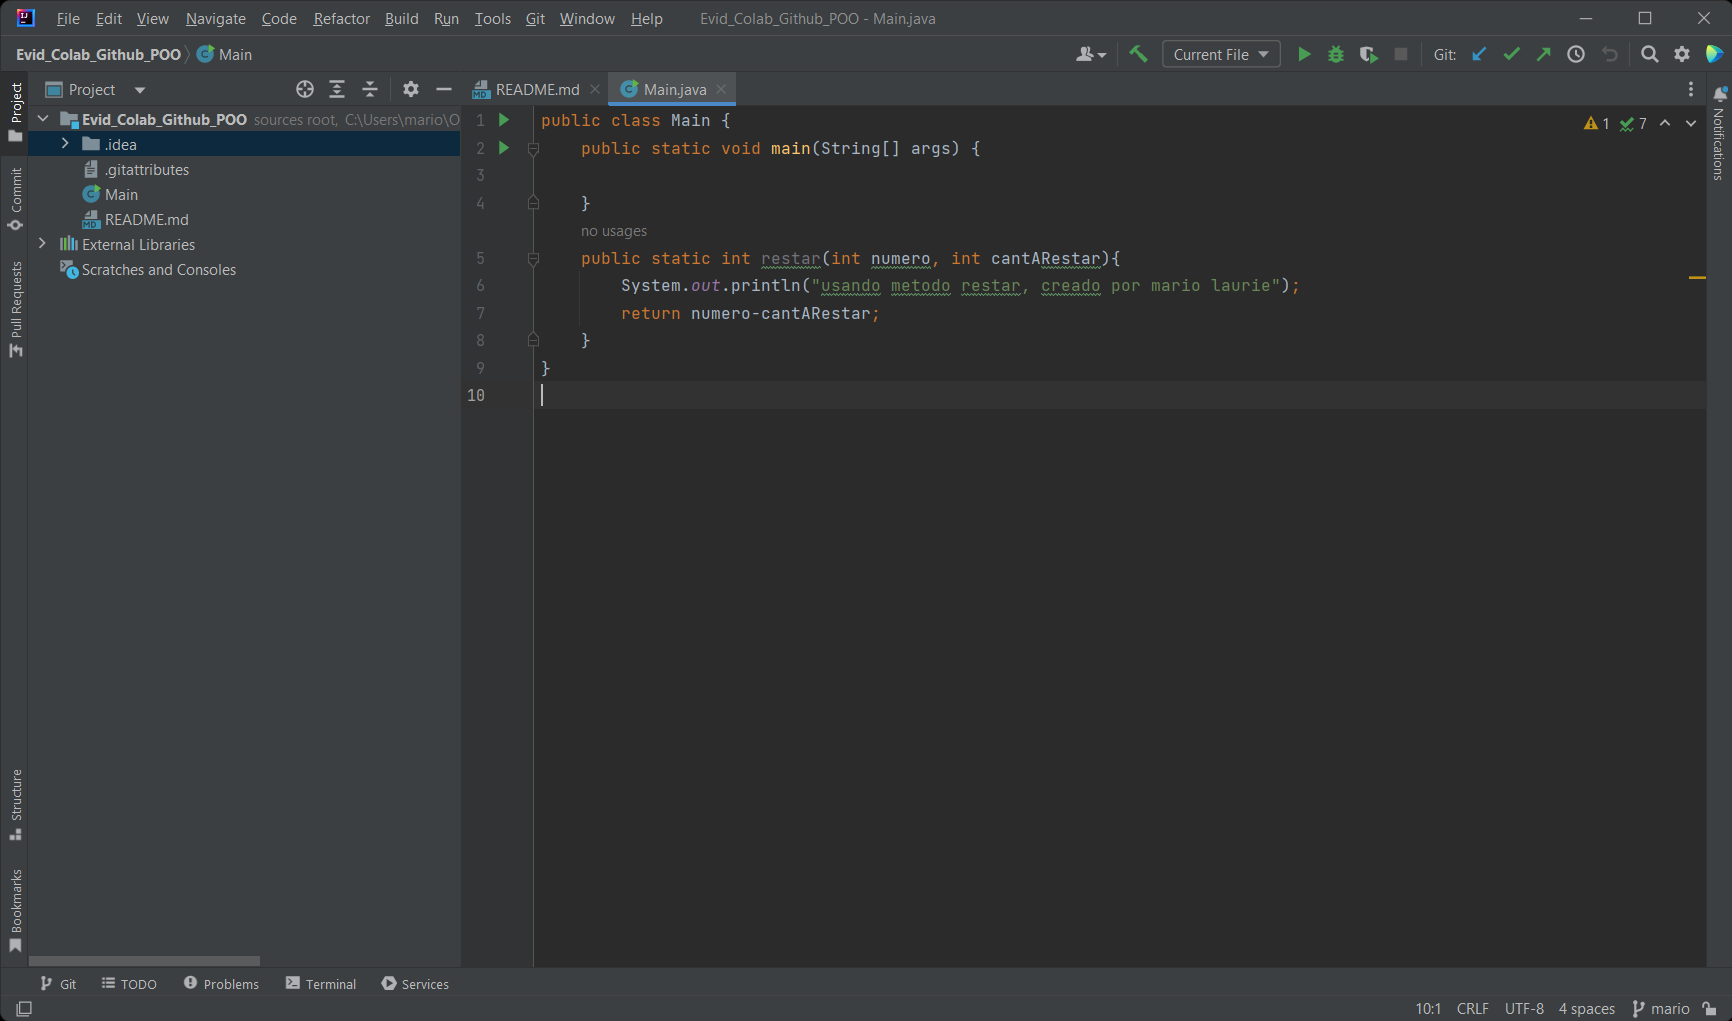 File Edit View Navigate Code Refactor Build Run Tools Git Window Help Evid_Colab_Github_POO - Main.java
Evid_Colab_Github_POO Main Current File Git:
Project
Commit
Pull Requests
Structure
Bookmarks
Project
Evid_Colab_Github_POO sources root, C:\Users\mario\O
.idea
.gitattributes
Main
README.md
External Libraries
Scratches and Consoles
README.md Main.java
1 public class Main {
2 public static void main(String[] args) {
3
4 }
no usages
5 public static int restar(int numero, int cantARestar){
6 System.out.println("usando metodo restar, creado por mario laurie");
7 return numero-cantARestar;
8 }
9 }
10
1 7
Notifications
Git TODO Problems Terminal Services
10:1 CRLF UTF-8 4 spaces mario